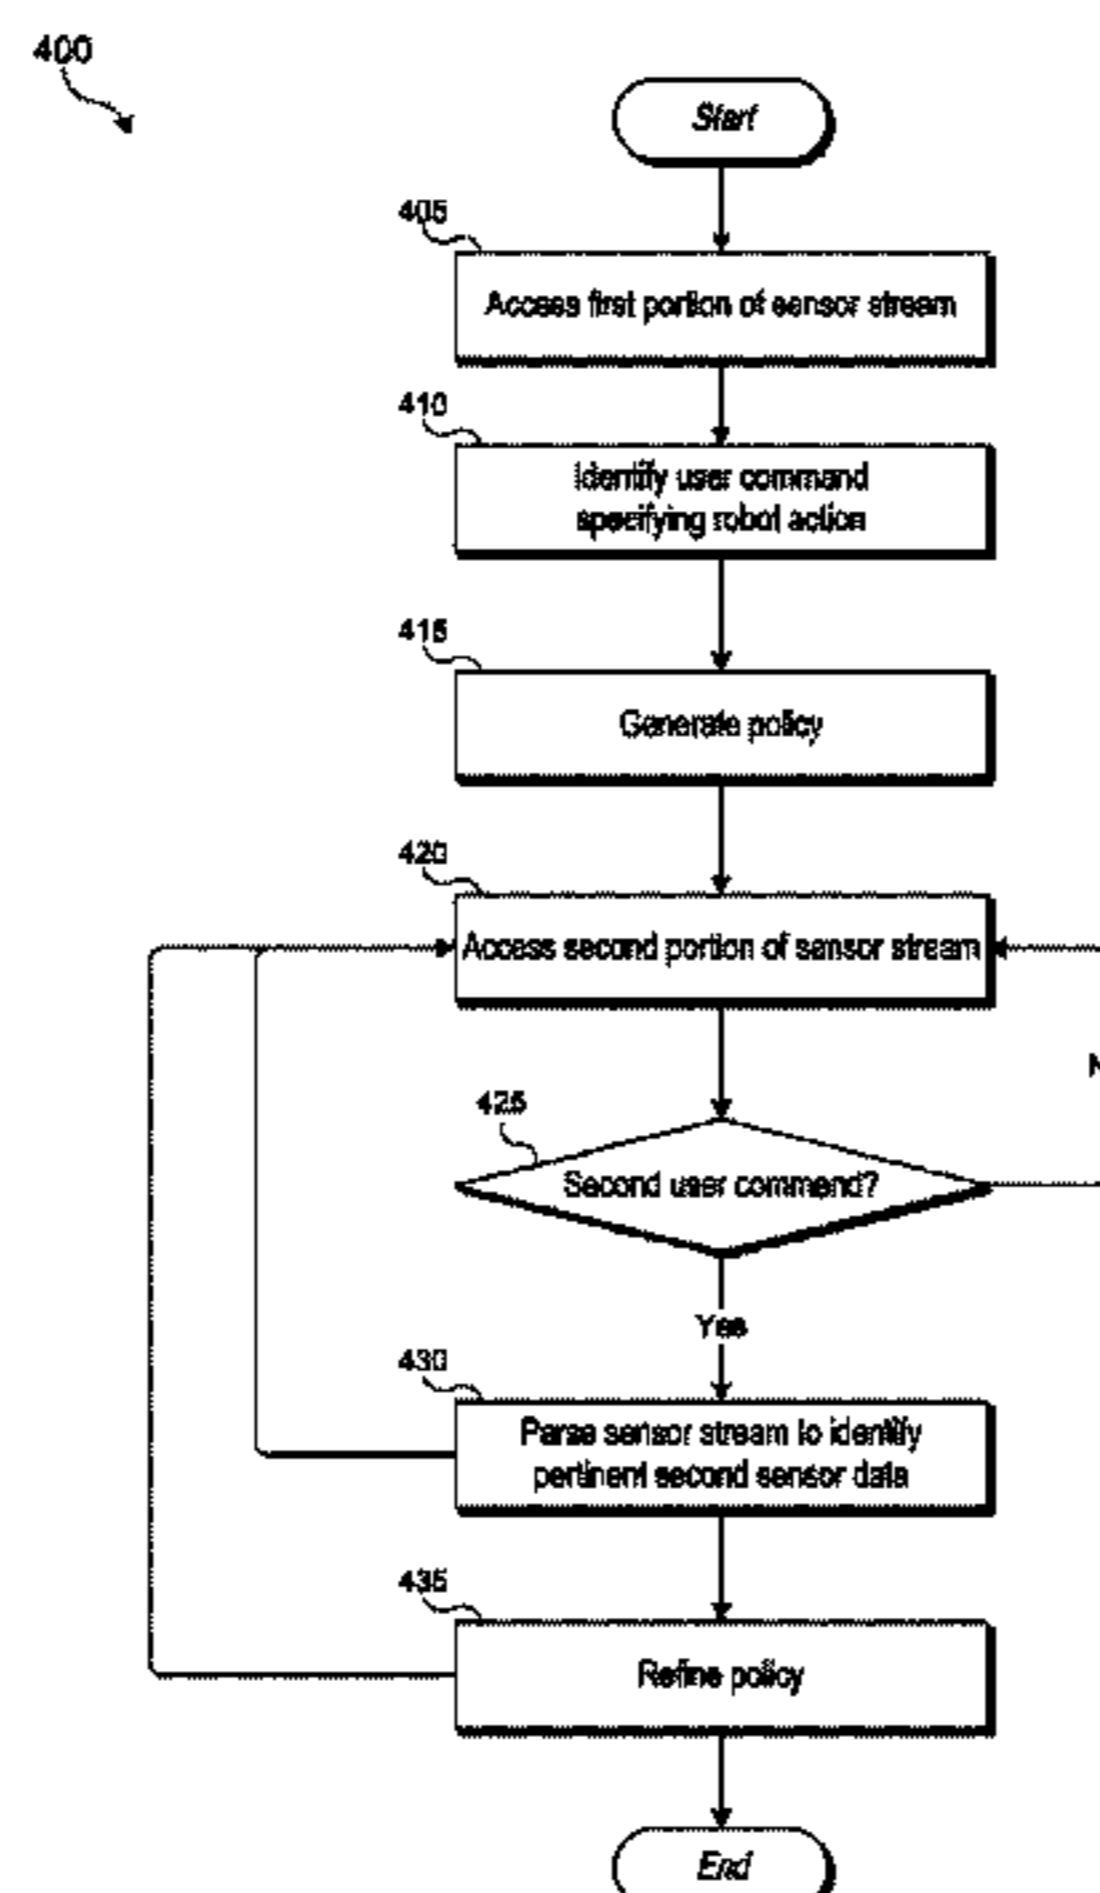 400
Start
405
Access first portion of sensor stream
410
Identify user command
specifying robot action
415
Generate policy
420
Access second portion of sensor stream
425
Second user commend?
Yes
430
Parse sensor stream to identify
pertinent second sensor data
435
Refine policy
End